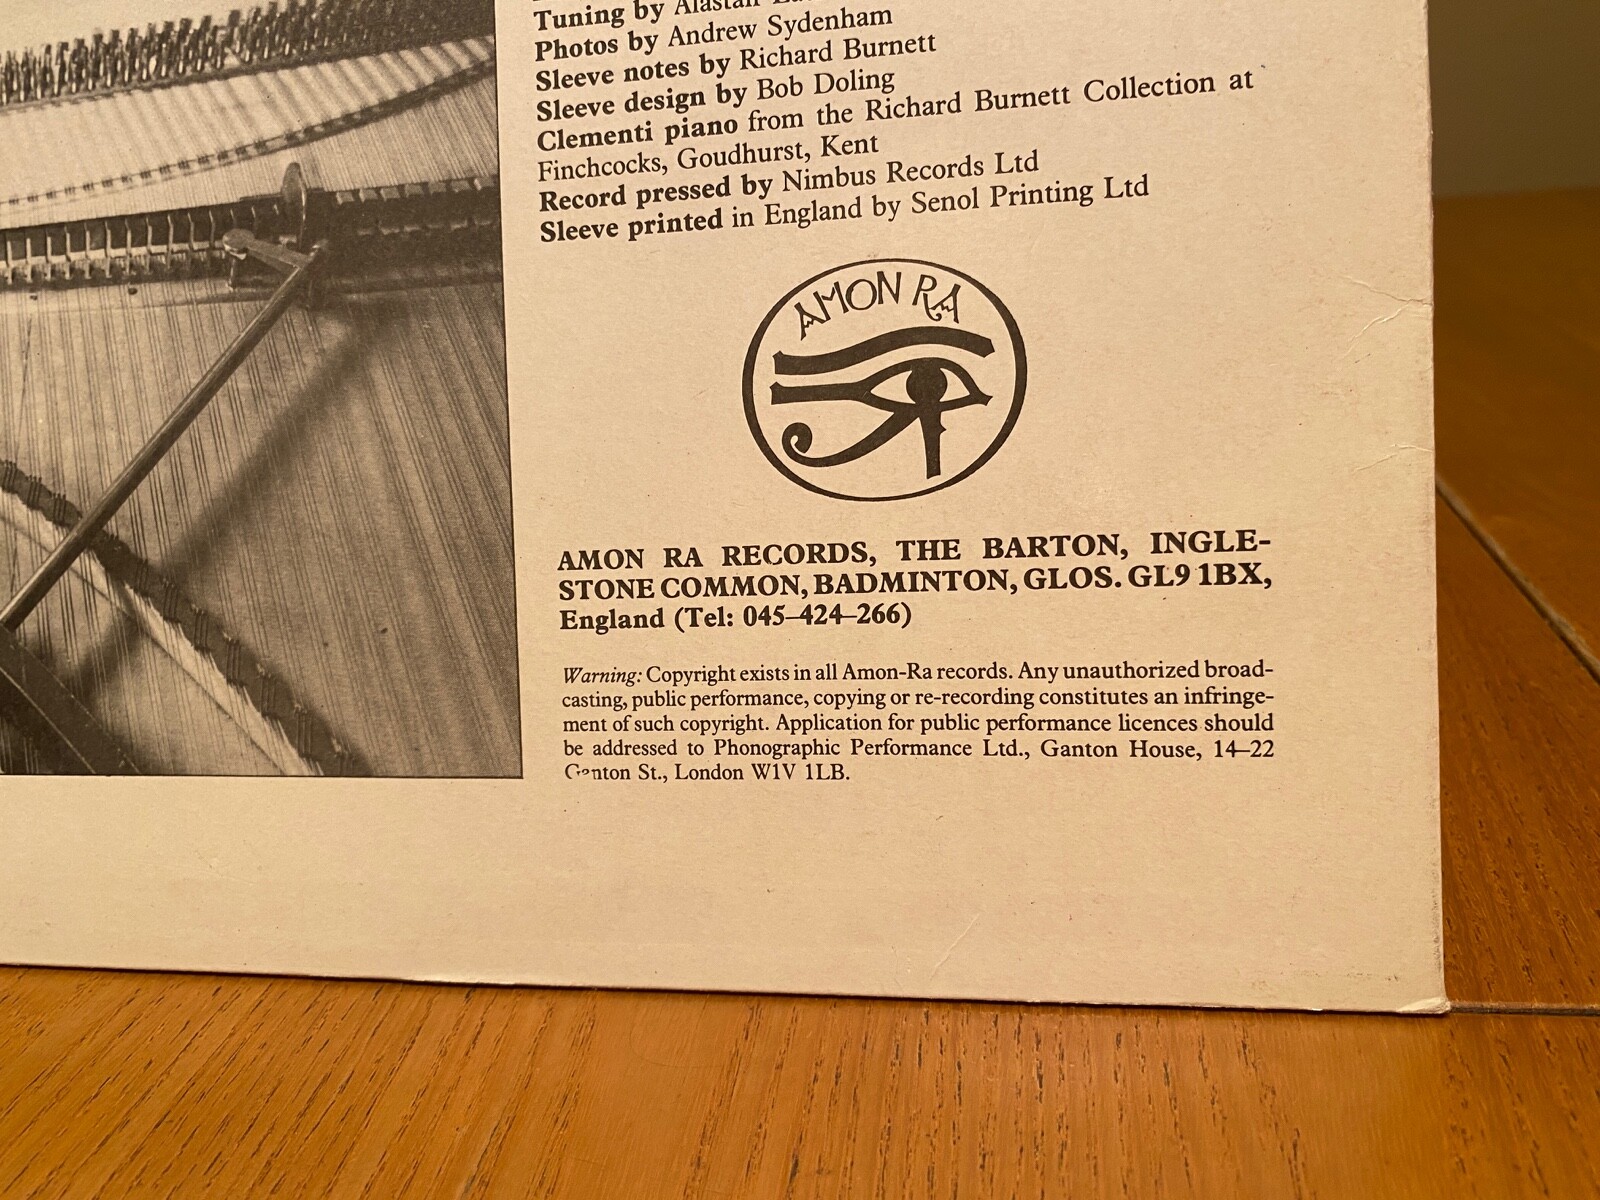 Tuning by Alastair
Photos by Andrew Sydenham
Sleeve notes by Richard Burnett
Sleeve design by Bob Doling
Clementi piano from the Richard Burnett Collection at
Finchcocks, Goudhurst, Kent
Record pressed by Nimbus Records Ltd
Sleeve printed in England by Senol Printing Ltd
AMON RA
AMON RA RECORDS, THE BARTON, INGLE-
STONE COMMON, BADMINTON, GLOS. GL9 1BX,
England (Tel: 045–424–266)
Warning: Copyright exists in all Amon-Ra records. Any unauthorized broad-
casting, public performance, copying or re-recording constitutes an infringe-
ment of such copyright. Application for public performance licences should
be addressed to Phonographic Performance Ltd., Ganton House, 14–22
Ganton St., London W1V 1LB.